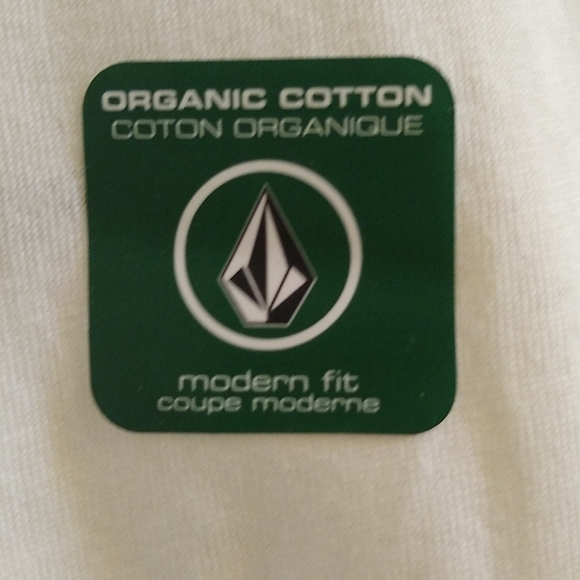 ORGANIC COTTON
COTON ORGANIQUE
modern fit
coupe moderne